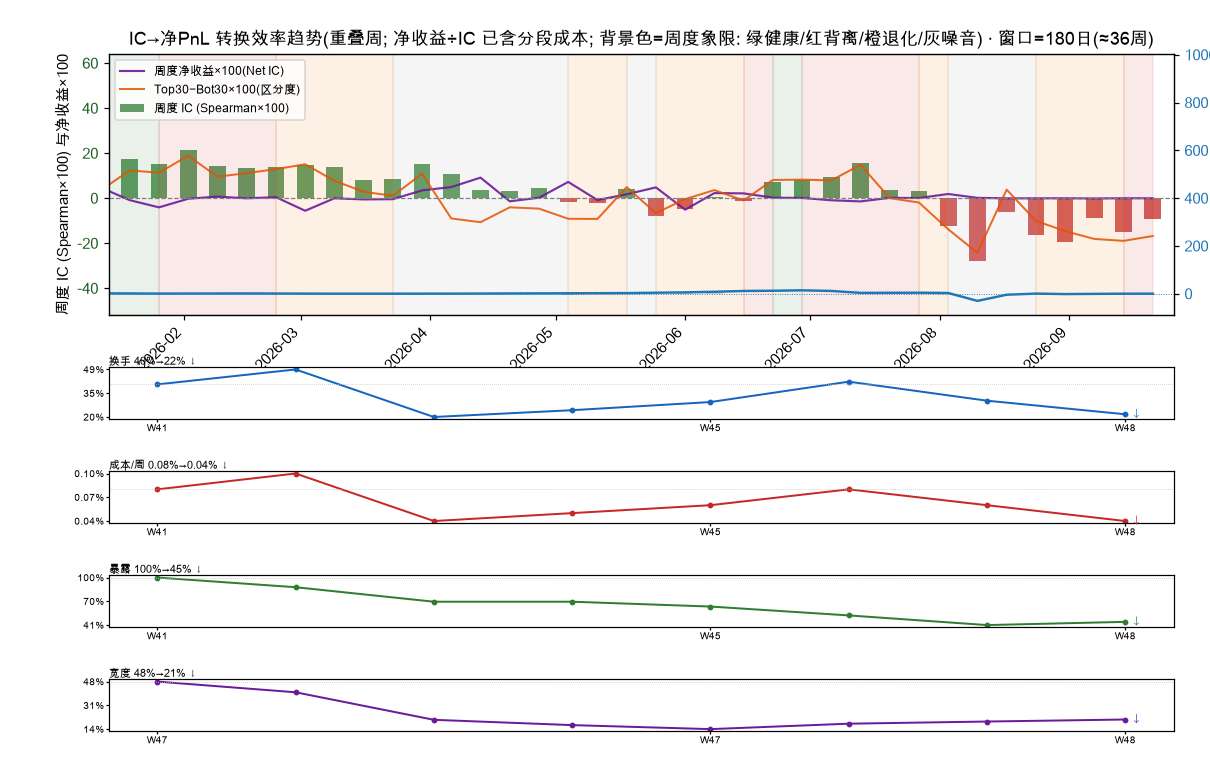 IC→净PnL 转换效率趋势(重叠周; 净收益÷IC 已含分段成本; 背景色=周度象限: 绿健康/红背离/橙退化/灰噪音) · 窗口=180日(≈36周)
周度 IC (Spearman×100) 与净收益×100
60
40
20
0
-20
-40
周度净收益×100(Net IC)
Top30−Bot30×100(区分度)
周度 IC (Spearman×100)
1000
800
600
400
200
0
2026-02
2026-03
2026-04
2026-05
2026-06
2026-07
2026-08
2026-09
换手 40%→22% ↓
49%
35%
20%
↓
W41
W45
W48
成本/周 0.08%→0.04% ↓
0.10%
0.07%
0.04%
↓
W41
W45
W48
暴露 100%→45% ↓
100%
70%
41%
↓
W41
W45
W48
宽度 48%→21% ↓
48%
31%
14%
↓
W47
W47
W48